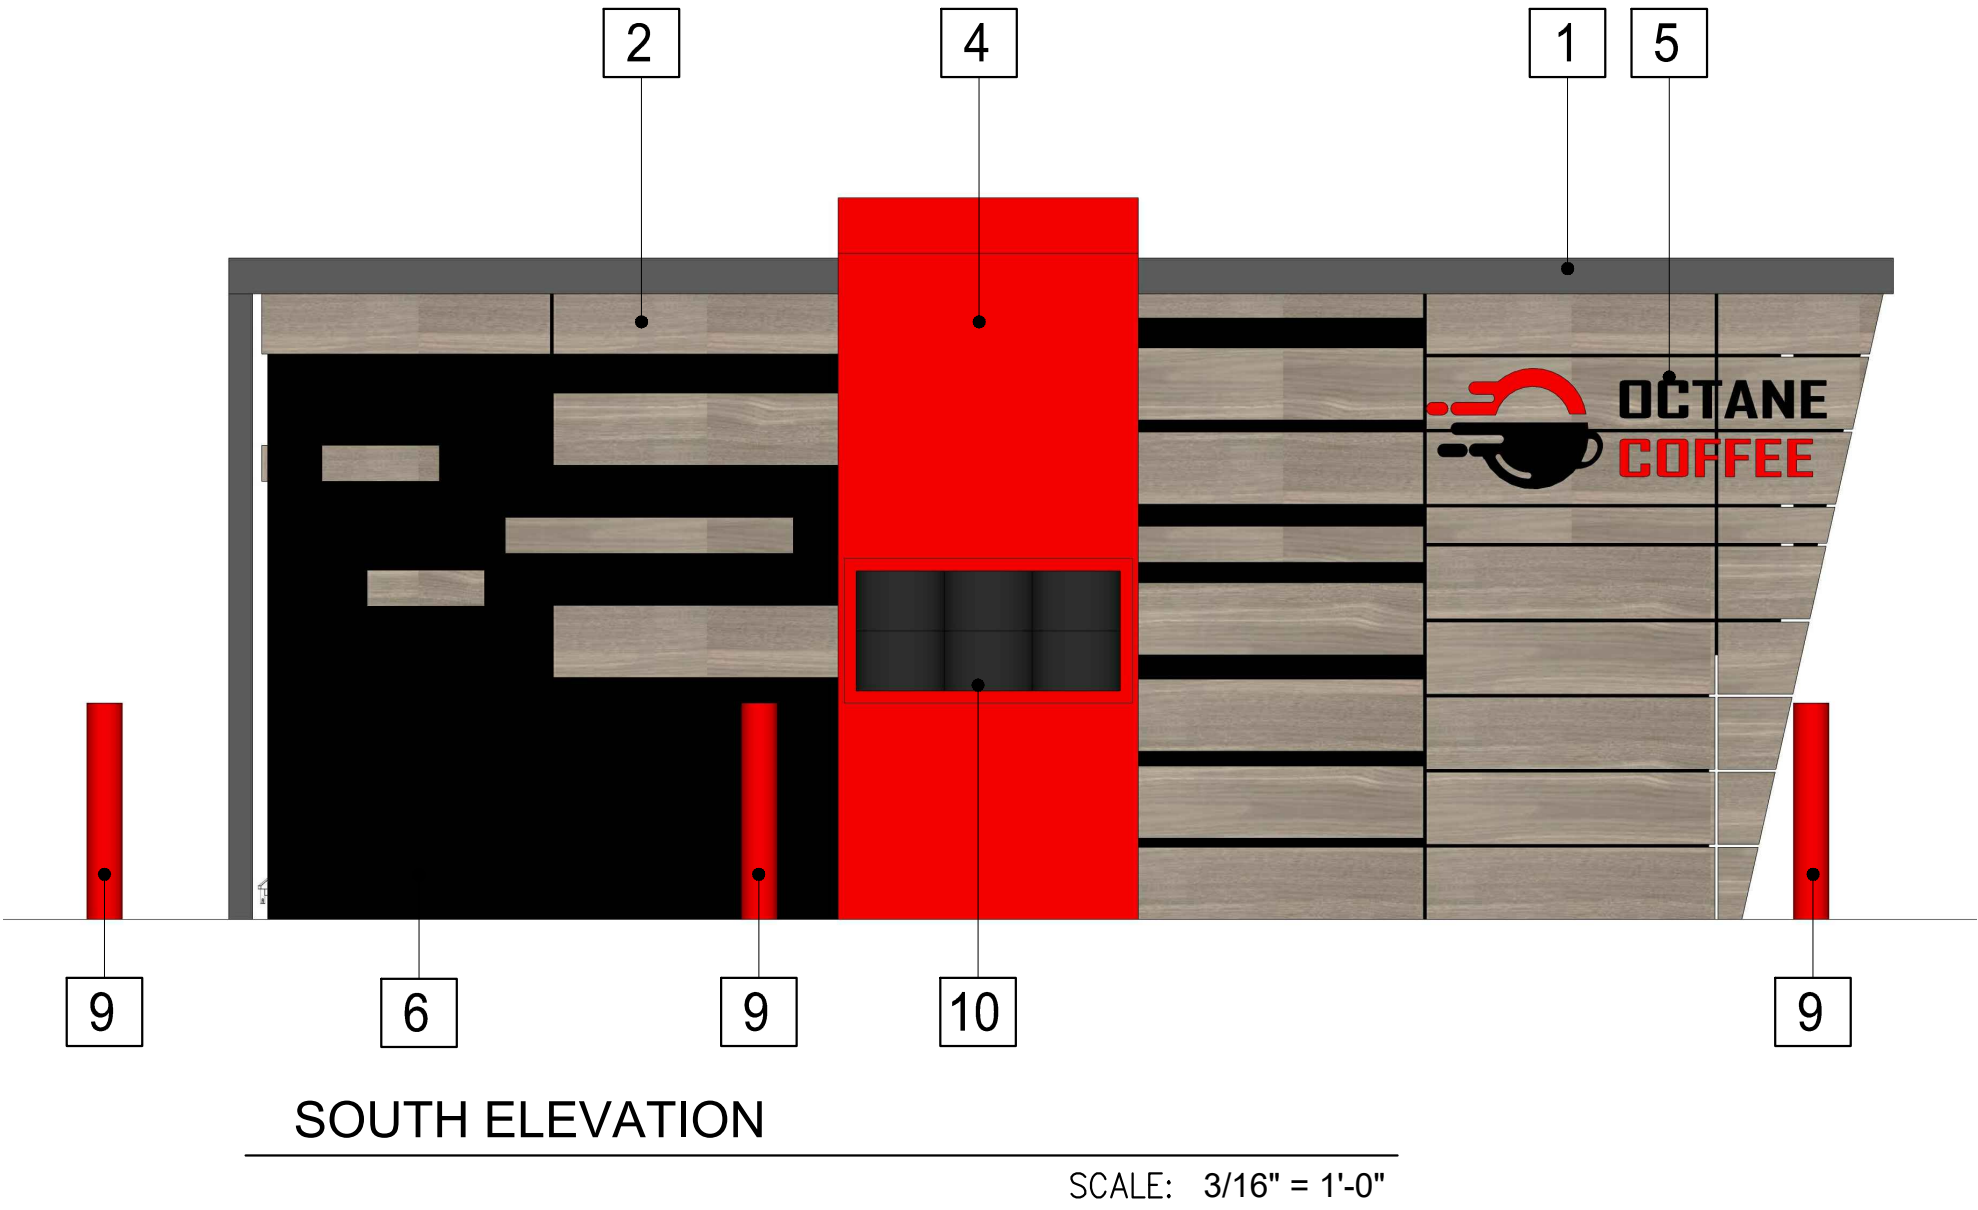 2
4
1
5
OCTANE
COFFEE
9
6
9
10
9
SOUTH ELEVATION
SCALE: 3/16" = 1'-0"